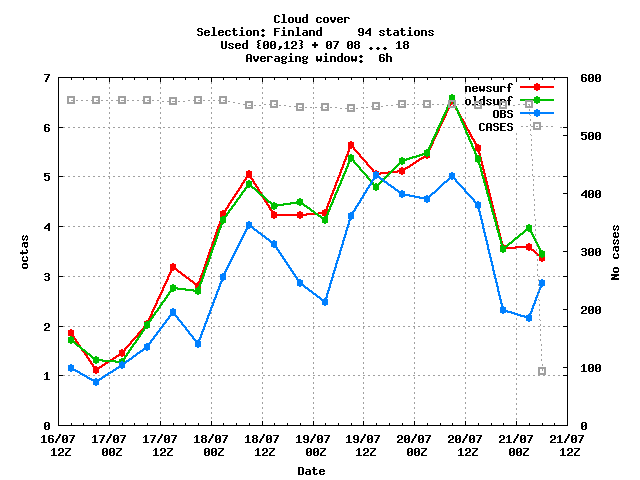 Cloud cover
Selection: Finland     94 stations
Used {00,12} + 07 08 ... 18
Averaging window:  6h
7
6
5
4
3
2
1
0
octas
600
500
400
300
200
100
0
No cases
newsurf
oldsurf
OBS
CASES
16/07 17/07 17/07 18/07 18/07 19/07 19/07 20/07 20/07 21/07 21/07
12Z 00Z 12Z 00Z 12Z 00Z 12Z 00Z 12Z 00Z 12Z
Date